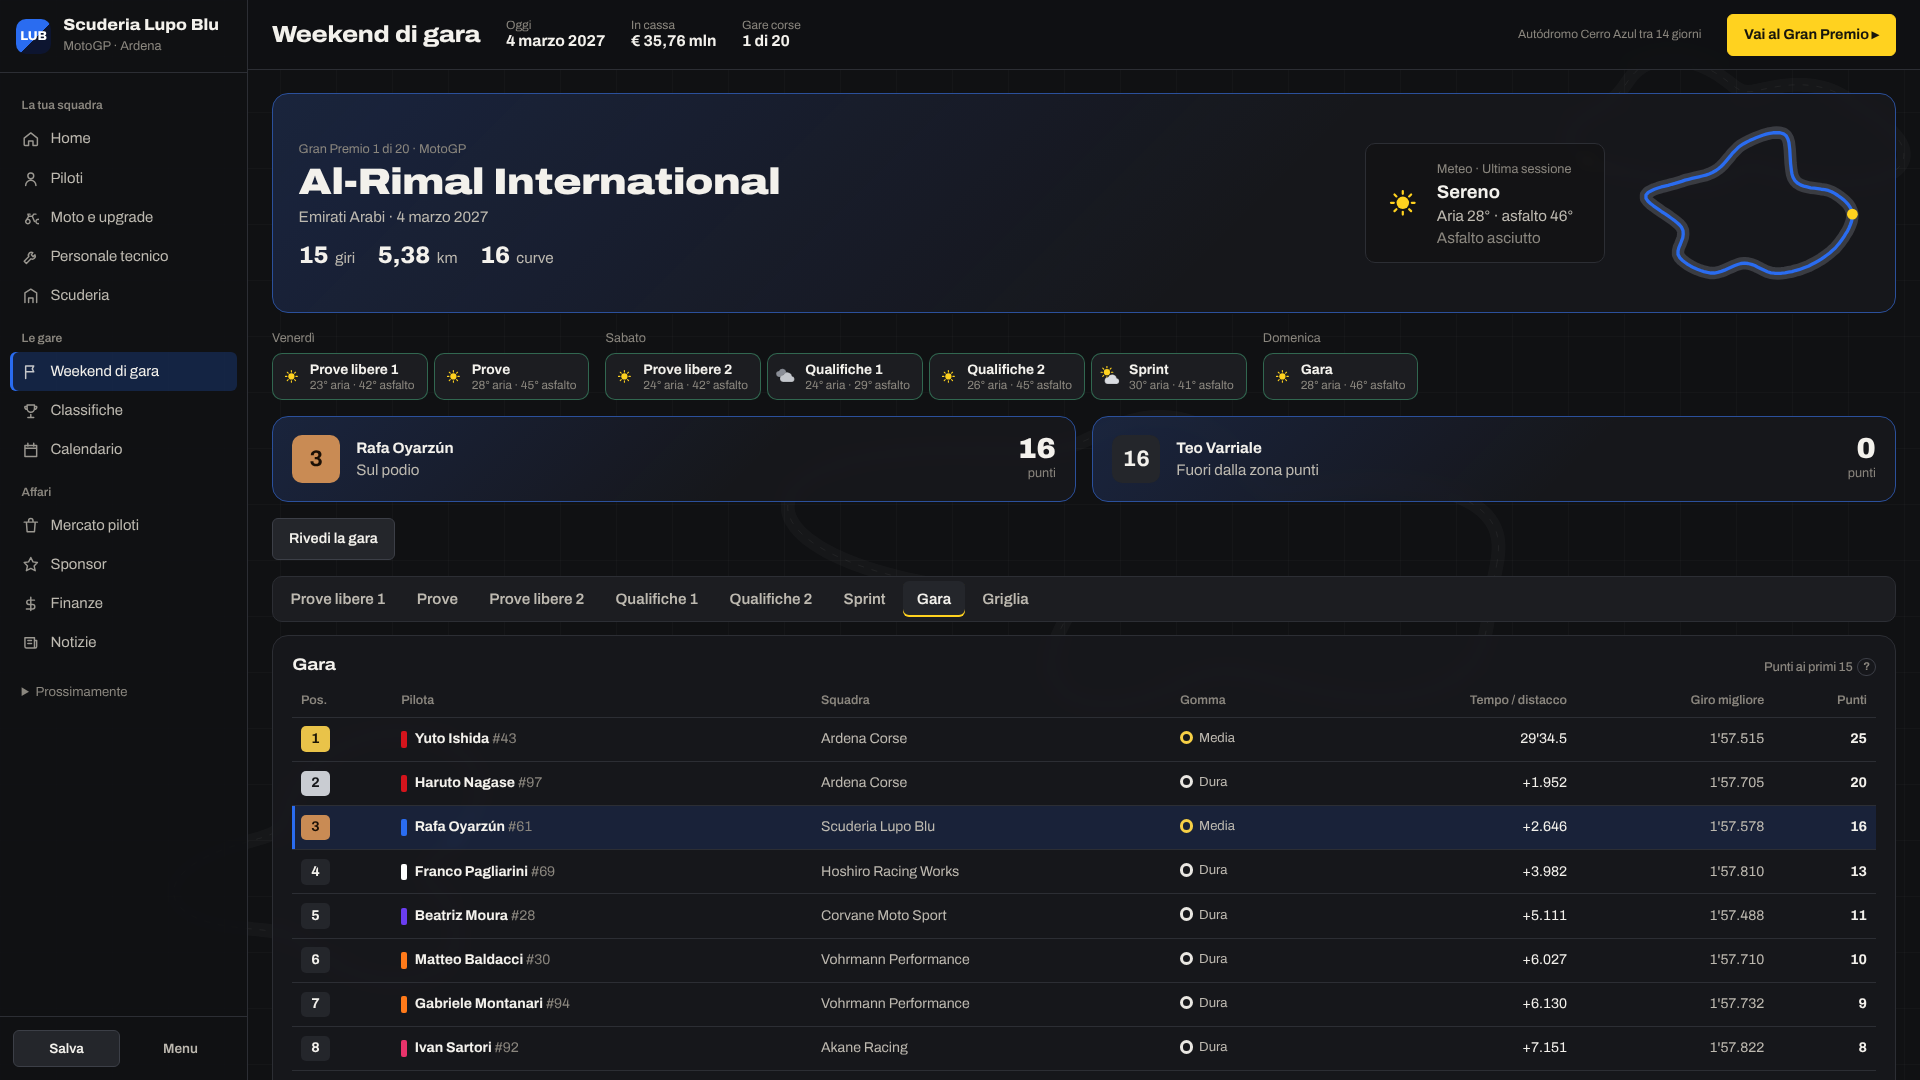 LUB
Scuderia Lupo Blu
MotoGP · Ardena
La tua squadra
Home
Piloti
Moto e upgrade
Personale tecnico
Scuderia
Le gare
Weekend di gara
Classifiche
Calendario
Affari
Mercato piloti
Sponsor
Finanze
Notizie
Prossimamente
Salva
Menu
Weekend di gara
Oggi
4 marzo 2027
In cassa
€ 35,76 mln
Gare corse
1 di 20
Autódromo Cerro Azul tra 14 giorni
Vai al Gran Premio ▸
Gran Premio 1 di 20 · MotoGP
Al-Rimal International
Emirati Arabi · 4 marzo 2027
15 giri 5,38 km 16 curve
Meteo · Ultima sessione
Sereno
Aria 28° · asfalto 46°
Asfalto asciutto
Venerdì
Prove libere 1
23° aria · 42° asfalto
Prove
28° aria · 45° asfalto
Sabato
Prove libere 2
24° aria · 42° asfalto
Qualifiche 1
24° aria · 29° asfalto
Qualifiche 2
26° aria · 45° asfalto
Sprint
30° aria · 41° asfalto
Domenica
Gara
28° aria · 46° asfalto
3
Rafa Oyarzún
Sul podio
16
punti
16
Teo Varriale
Fuori dalla zona punti
0
punti
Rivedi la gara
Prove libere 1 Prove Prove libere 2 Qualifiche 1 Qualifiche 2 Sprint Gara Griglia
Gara
Punti ai primi 15 ?
Pos. Pilota Squadra Gomma Tempo / distacco Giro migliore Punti
1 Yuto Ishida #43 Ardena Corse Media 29'34.5 1'57.515 25
2 Haruto Nagase #97 Ardena Corse Dura +1.952 1'57.705 20
3 Rafa Oyarzún #61 Scuderia Lupo Blu Media +2.646 1'57.578 16
4 Franco Pagliarini #69 Hoshiro Racing Works Dura +3.982 1'57.810 13
5 Beatriz Moura #28 Corvane Moto Sport Dura +5.111 1'57.488 11
6 Matteo Baldacci #30 Vohrmann Performance Dura +6.027 1'57.710 10
7 Gabriele Montanari #94 Vohrmann Performance Dura +6.130 1'57.732 9
8 Ivan Sartori #92 Akane Racing Dura +7.151 1'57.822 8